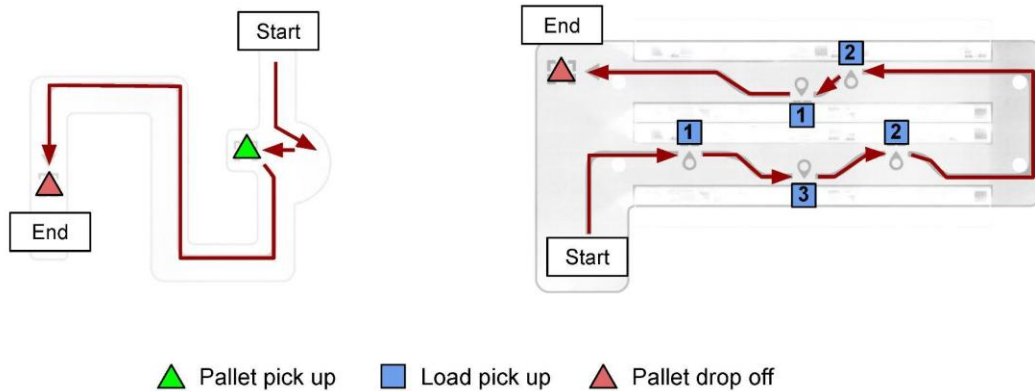 Start
End
End
2
1
1
2
3
Start
Pallet pick up
Load pick up
Pallet drop off